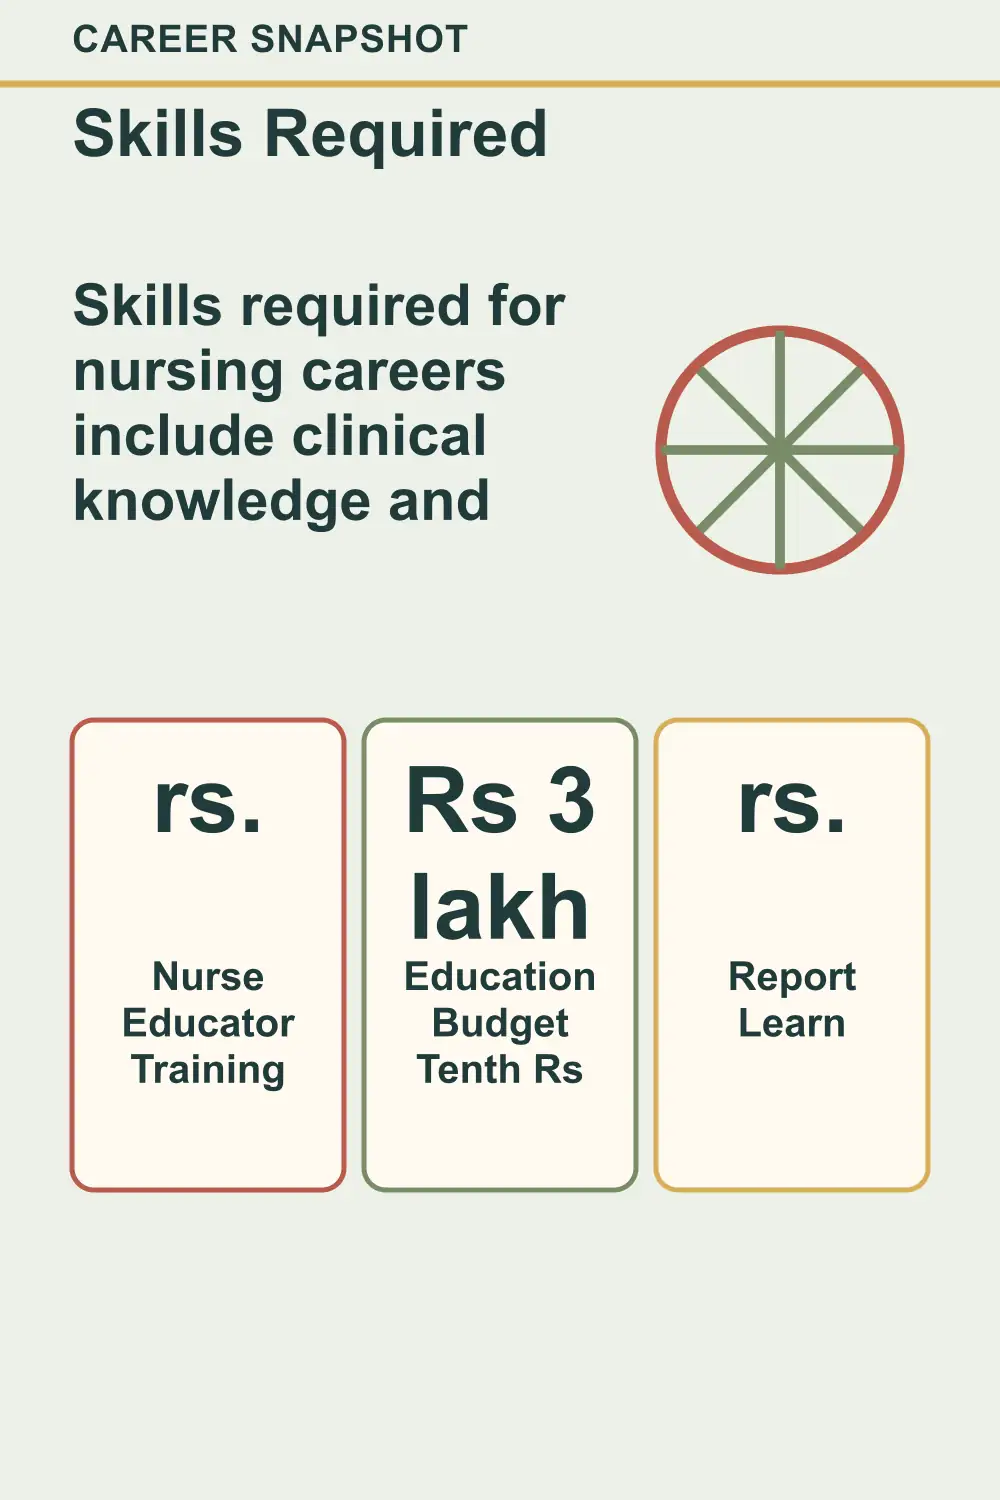 CAREER SNAPSHOT
Skills Required
Skills required for
nursing careers
include clinical
knowledge and
rs.
Nurse
Educator
Training
Rs 3
lakh
Education
Budget
Tenth Rs
rs.
Report
Learn